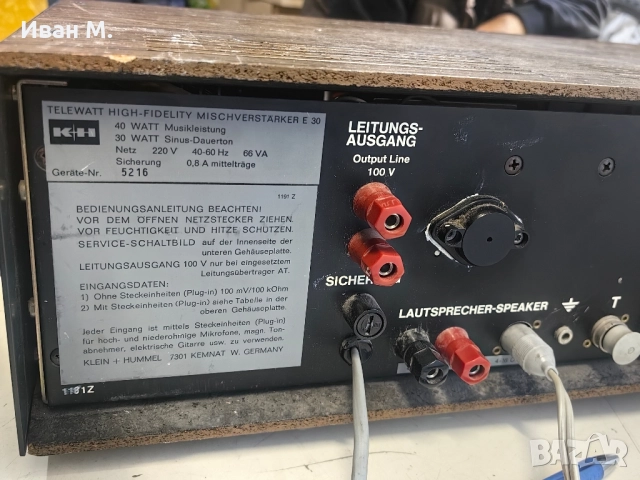 Иван М.
TELEWATT HIGH-FIDELITY MISCHVERSTÄRKER E 30
K+H
40 WATT Musikleistung
30 WATT Sinus-Dauerton
Netz 220 V 40-60 Hz 66 VA
Sicherung 0,8 A mittelträge
Geräte-Nr. 5216
1191 Z
BEDIENUNGSANLEITUNG BEACHTEN!
VOR DEM ÖFFNEN NETZSTECKER ZIEHEN.
VOR FEUCHTIGKEIT UND HITZE SCHÜTZEN.
SERVICE-SCHALTBILD auf der Innenseite der
unteren Gehäuseplatte.
LEITUNGSAUSGANG 100 V nur bei eingesetztem
Leitungsübertrager AT.
EINGANGSDATEN:
1) Ohne Steckeinheiten (Plug-in) 100 mV/100 kOhm
2) Mit Steckeinheiten (Plug-in) siehe Tabelle in der
oberen Gehäuseplatte.
Jeder Eingang ist mittels Steckeinheiten (Plug-in)
für hoch- und niederohmige Mikrofone, magn. Ton-
abnehmer, elektrische Gitarre usw. zu verwenden.
KLEIN + HUMMEL 7301 KEMNAT W. GERMANY
1191Z
LEITUNGS-
AUSGANG
Output Line
100 V
LAUTSPRECHER-SPEAKER
T
BAZAR